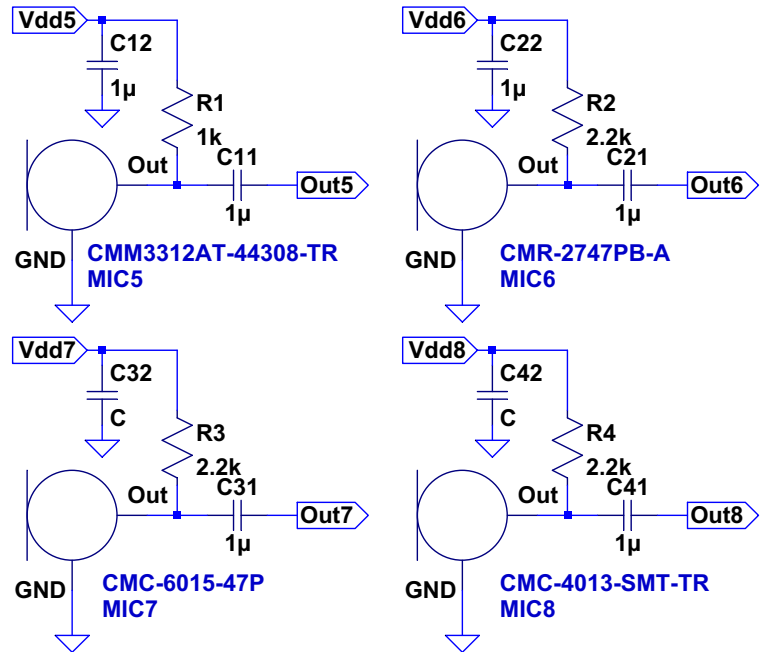 Vdd5
C12
1µ
R1
1k
Out
C11
1µ
Out5
GND
CMM3312AT-44308-TR
MIC5
Vdd6
C22
1µ
R2
2.2k
Out
C21
1µ
Out6
GND
CMR-2747PB-A
MIC6
Vdd7
C32
C
R3
2.2k
Out
C31
1µ
Out7
GND
CMC-6015-47P
MIC7
Vdd8
C42
C
R4
2.2k
Out
C41
1µ
Out8
GND
CMC-4013-SMT-TR
MIC8